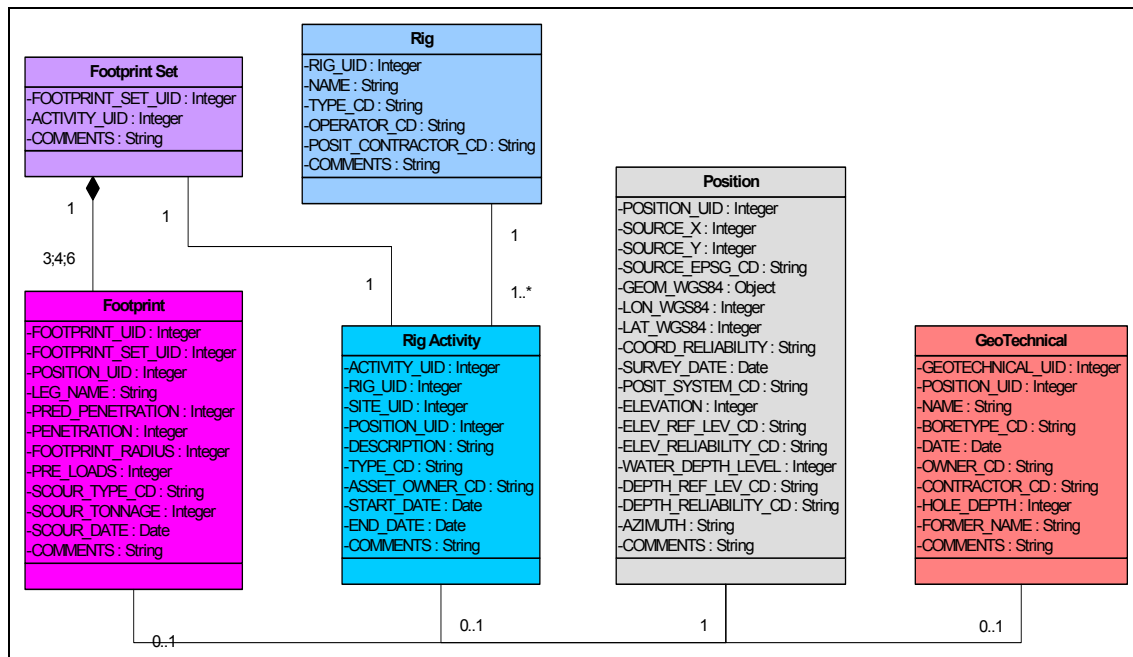 Footprint Set
-FOOTPRINT_SET_UID : Integer
-ACTIVITY_UID : Integer
-COMMENTS : String
Rig
-RIG_UID : Integer
-NAME : String
-TYPE_CD : String
-OPERATOR_CD : String
-POSIT_CONTRACTOR_CD : String
-COMMENTS : String
1
3;4;6
1
1
1
1..*
Footprint
-FOOTPRINT_UID : Integer
-FOOTPRINT_SET_UID : Integer
-POSITION_UID : Integer
-LEG_NAME : String
-PRED_PENETRATION : Integer
-PENETRATION : Integer
-FOOTPRINT_RADIUS : Integer
-PRE_LOADS : Integer
-SCOUR_TYPE_CD : String
-SCOUR_TONNAGE : Integer
-SCOUR_DATE : Date
-COMMENTS : String
Rig Activity
-ACTIVITY_UID : Integer
-RIG_UID : Integer
-SITE_UID : Integer
-POSITION_UID : Integer
-DESCRIPTION : String
-TYPE_CD : String
-ASSET_OWNER_CD : String
-START_DATE : Date
-END_DATE : Date
-COMMENTS : String
Position
-POSITION_UID : Integer
-SOURCE_X : Integer
-SOURCE_Y : Integer
-SOURCE_EPSG_CD : String
-GEOM_WGS84 : Object
-LON_WGS84 : Integer
-LAT_WGS84 : Integer
-COORD_RELIABILITY : String
-SURVEY_DATE : Date
-POSIT_SYSTEM_CD : String
-ELEVATION : Integer
-ELEV_REF_LEV_CD : String
-ELEV_RELIABILITY_CD : String
-WATER_DEPTH_LEVEL : Integer
-DEPTH_REF_LEV_CD : String
-DEPTH_RELIABILITY_CD : String
-AZIMUTH : String
-COMMENTS : String
GeoTechnical
-GEOTECHNICAL_UID : Integer
-POSITION_UID : Integer
-NAME : String
-BORETYPE_CD : String
-DATE : Date
-OWNER_CD : String
-CONTRACTOR_CD : String
-HOLE_DEPTH : Integer
-FORMER_NAME : String
-COMMENTS : String
0..1
0..1
1
0..1